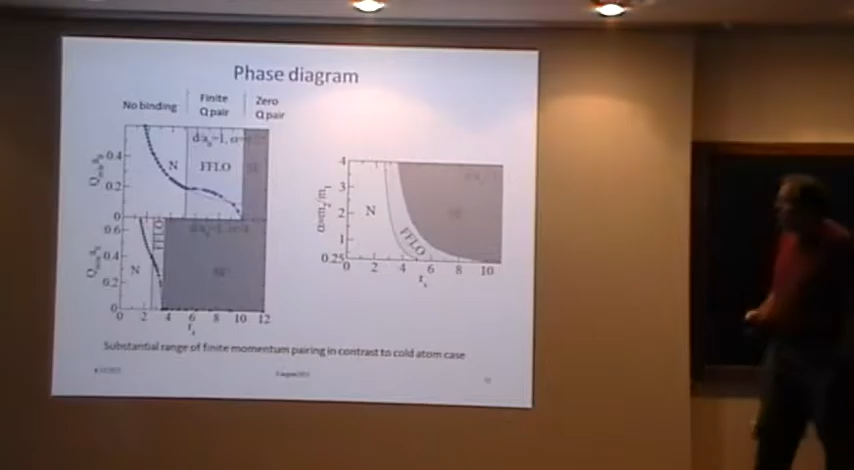 Phase diagram
No binding
Finite
Q pair
Zero
Q pair
0.4
0.2
0
N
FFLO
0.6
0.4
0.2
0
N
FFLO
0 2 4 6 8 10 12
4
3
2
1
0.25
N
FFLO
0 2 4 6 8 10
Substantial range of finite momentum pairing in contrast to cold atom case